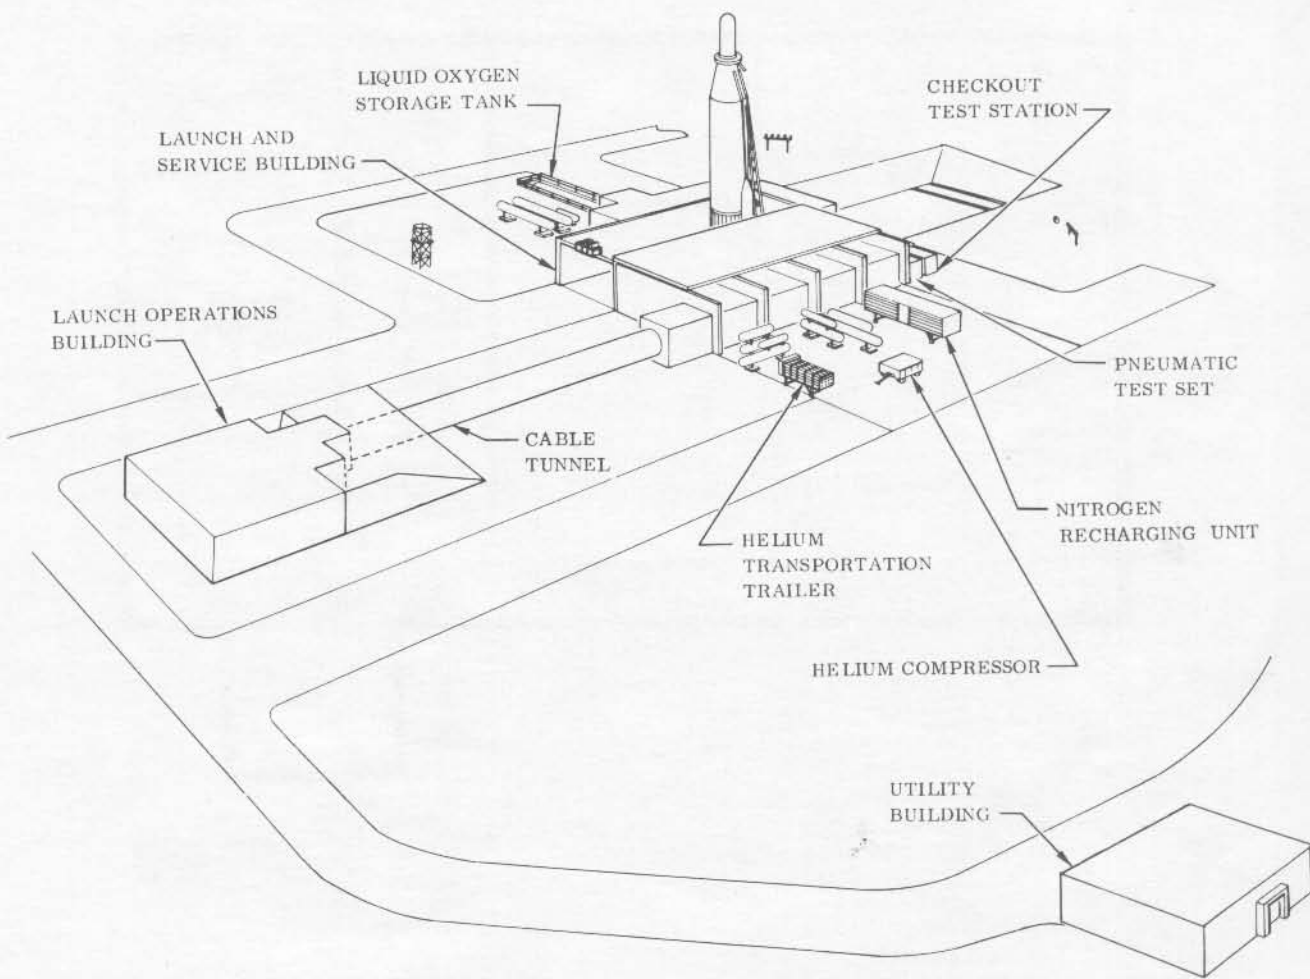 LIQUID OXYGEN
STORAGE TANK
CHECKOUT
TEST STATION
LAUNCH AND
SERVICE BUILDING
LAUNCH OPERATIONS
BUILDING
PNEUMATIC
TEST SET
CABLE
TUNNEL
NITROGEN
RECHARGING UNIT
HELIUM
TRANSPORTATION
TRAILER
HELIUM COMPRESSOR
UTILITY
BUILDING